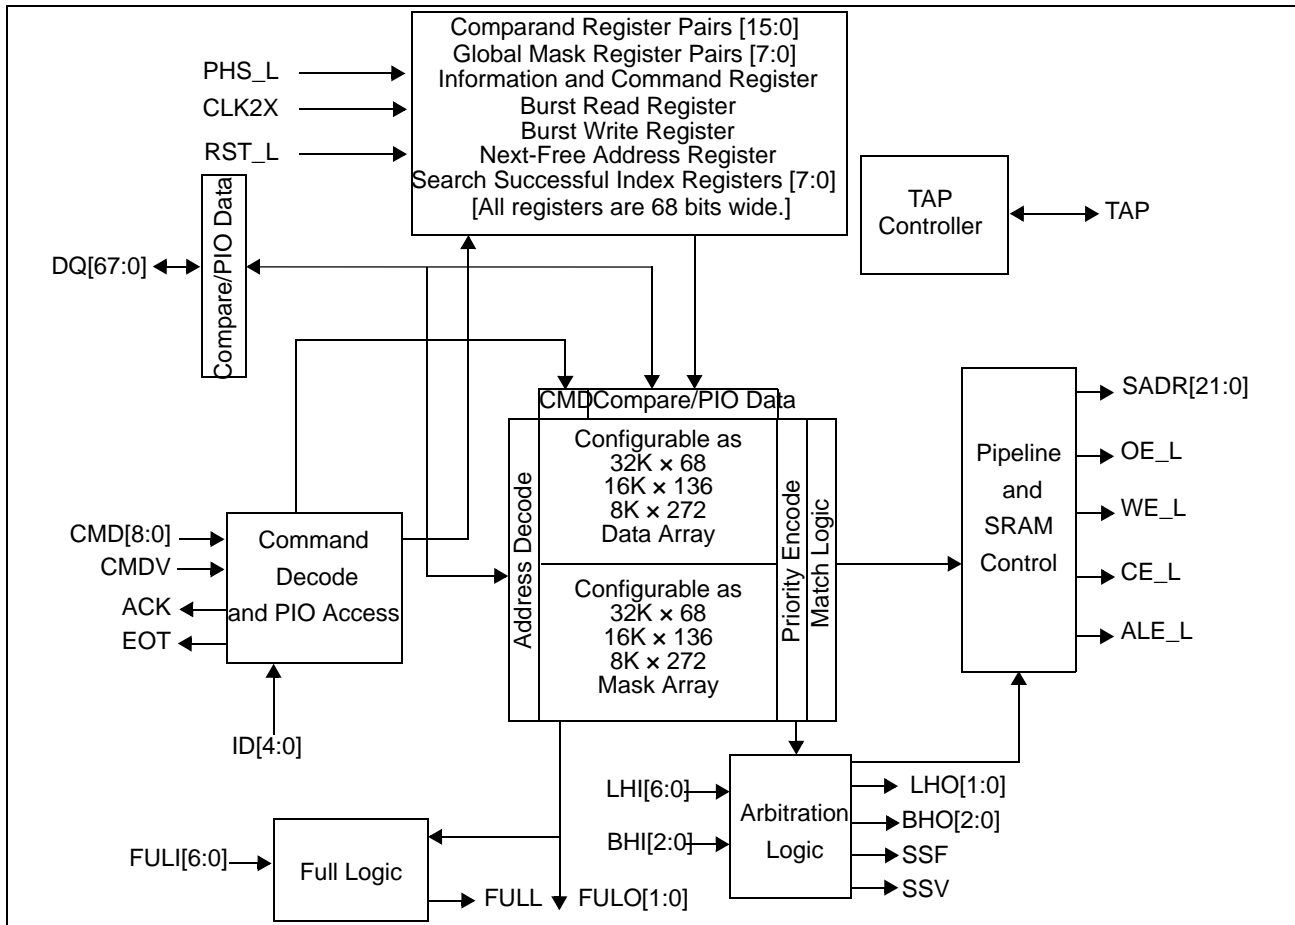 Comparand Register Pairs [15:0]
Global Mask Register Pairs [7:0]
Information and Command Register
Burst Read Register
Burst Write Register
Next-Free Address Register
Search Successful Index Registers [7:0]
[All registers are 68 bits wide.]
PHS_L
CLK2X
RST_L
TAP
Controller
TAP
Compare/PIO Data
DQ[67:0]
CMD
Compare/PIO Data
Address Decode
Configurable as
32K × 68
16K × 136
8K × 272
Data Array
Configurable as
32K × 68
16K × 136
8K × 272
Mask Array
Priority Encode
Match Logic
Pipeline
and
SRAM
Control
SADR[21:0]
OE_L
WE_L
CE_L
ALE_L
CMD[8:0]
CMDV
ACK
EOT
Command
Decode
and PIO Access
ID[4:0]
LHI[6:0]
BHI[2:0]
Arbitration
Logic
LHO[1:0]
BHO[2:0]
SSF
SSV
FULI[6:0]
Full Logic
FULL
FULO[1:0]